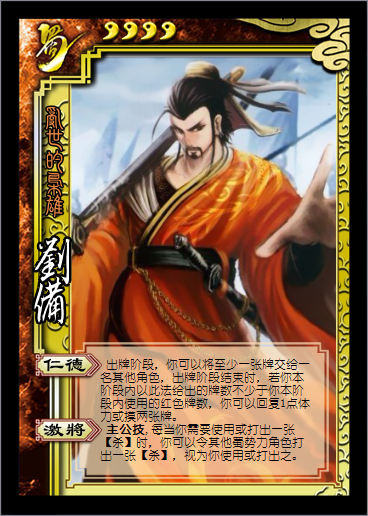 蜀
亂世的梟雄
劉備
仁德
出牌阶段，你可以将至少一张牌交给一
名其他角色，出牌阶段结束时，若你本
阶段内以此法给出的牌数不少于你本阶
段内使用的红色牌数，你可以回复1点体
力或摸两张牌。
激將
主公技,每当你需要使用或打出一张
【杀】时，你可以令其他蜀势力角色打
出一张【杀】，视为你使用或打出之。